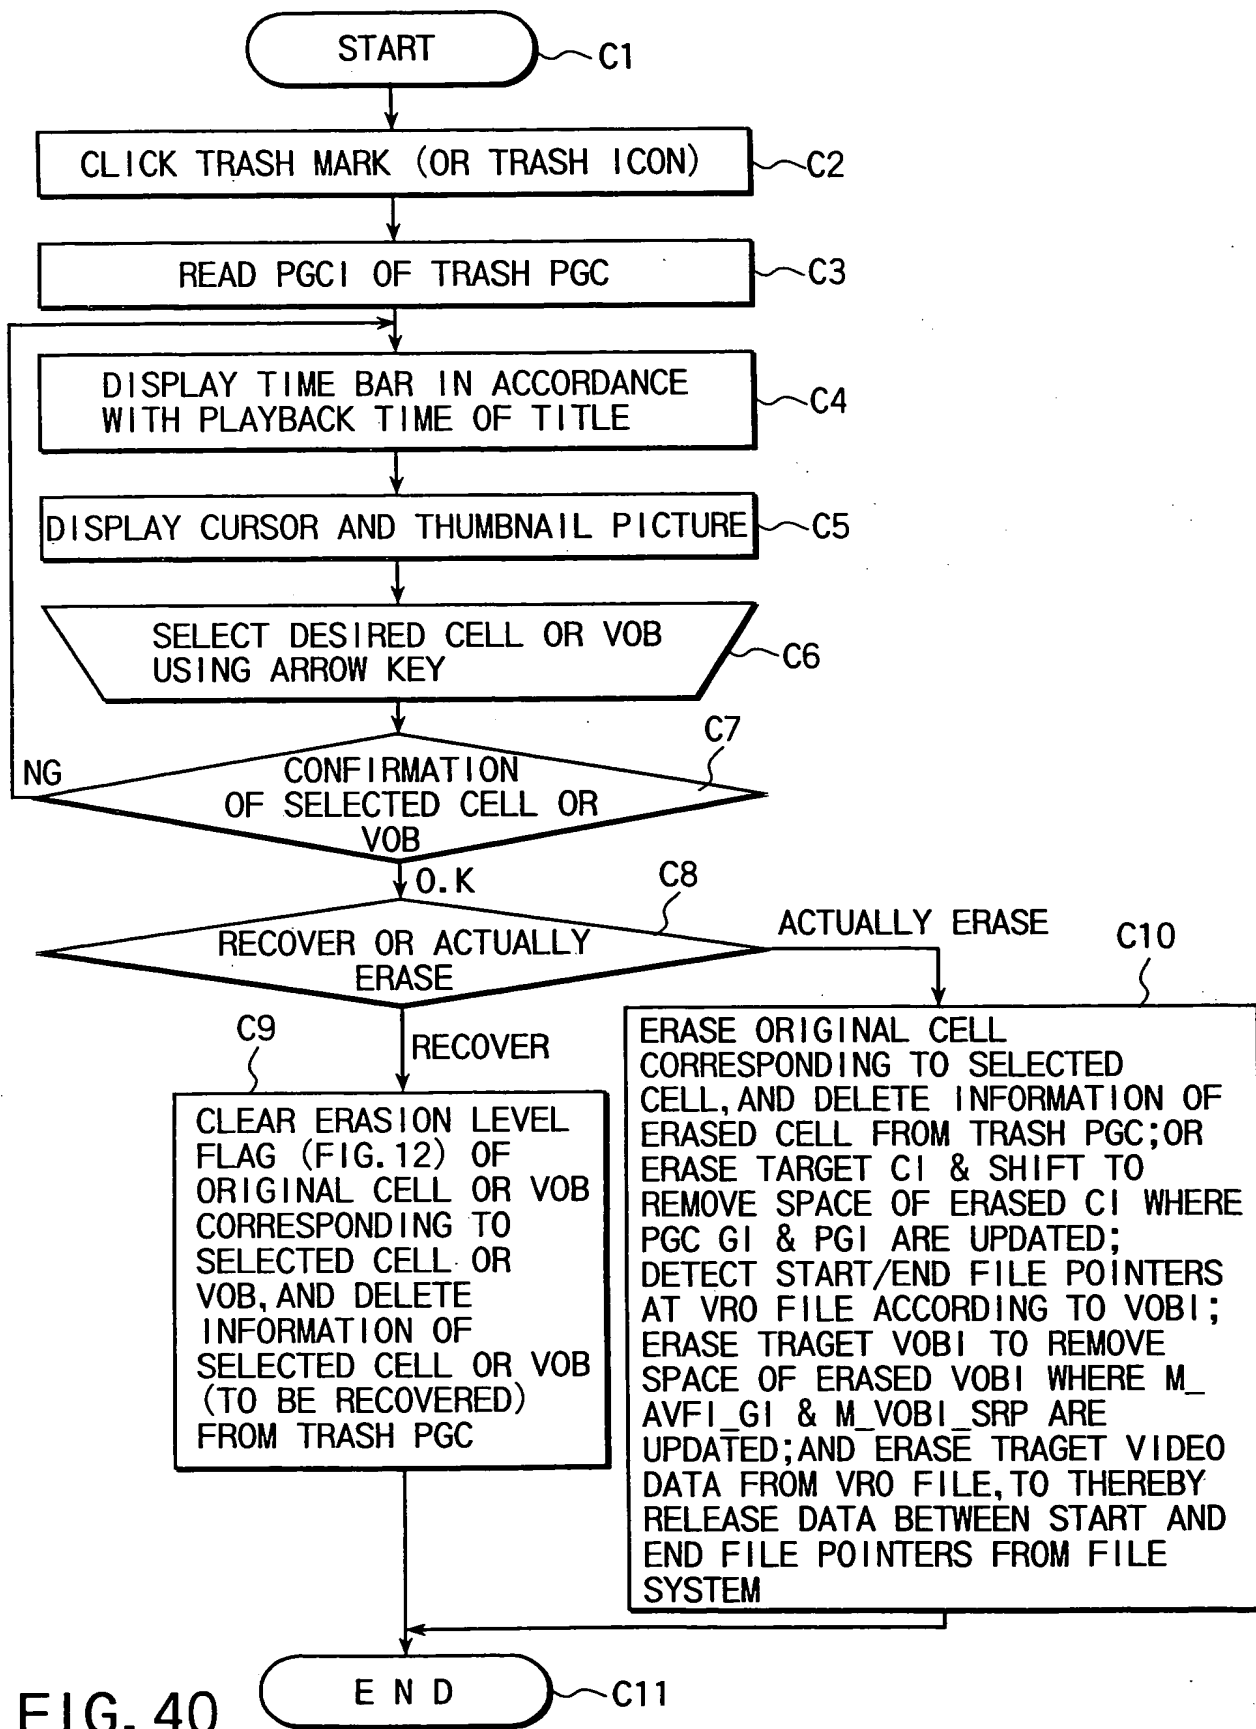 START
C1
CLICK TRASH MARK (OR TRASH ICON)
C2
READ PGCI OF TRASH PGC
C3
DISPLAY TIME BAR IN ACCORDANCE
WITH PLAYBACK TIME OF TITLE
C4
DISPLAY CURSOR AND THUMBNAIL PICTURE
C5
SELECT DESIRED CELL OR VOB
USING ARROW KEY
C6
C7
NG
CONFIRMATION
OF SELECTED CELL OR
VOB
O.K
C8
RECOVER OR ACTUALLY
ERASE
ACTUALLY ERASE
C10
C9
RECOVER
CLEAR ERASION LEVEL
FLAG (FIG.12) OF
ORIGINAL CELL OR VOB
CORRESPONDING TO
SELECTED CELL OR
VOB,AND DELETE
INFORMATION OF
SELECTED CELL OR VOB
(TO BE RECOVERED)
FROM TRASH PGC
ERASE ORIGINAL CELL
CORRESPONDING TO SELECTED
CELL,AND DELETE INFORMATION OF
ERASED CELL FROM TRASH PGC;OR
ERASE TARGET CI & SHIFT TO
REMOVE SPACE OF ERASED CI WHERE
PGC GI & PGI ARE UPDATED;
DETECT START/END FILE POINTERS
AT VRO FILE ACCORDING TO VOBI;
ERASE TRAGET VOBI TO REMOVE
SPACE OF ERASED VOBI WHERE M_
AVFI_GI & M_VOBI_SRP ARE
UPDATED;AND ERASE TRAGET VIDEO
DATA FROM VRO FILE,TO THEREBY
RELEASE DATA BETWEEN START AND
END FILE POINTERS FROM FILE
SYSTEM
END
C11
FIG. 40